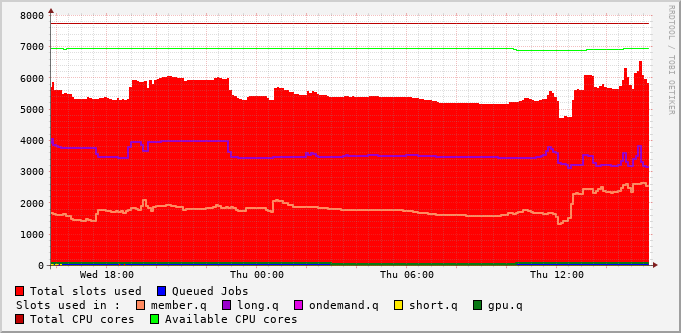 8000
7000
6000
5000
4000
3000
2000
1000
0
Wed 18:00 Thu 00:00 Thu 06:00 Thu 12:00
Total slots used Queued Jobs
Slots used in : member.q long.q ondemand.q short.q gpu.q
Total CPU cores Available CPU cores
RRDTOOL / TOBI OETIKER